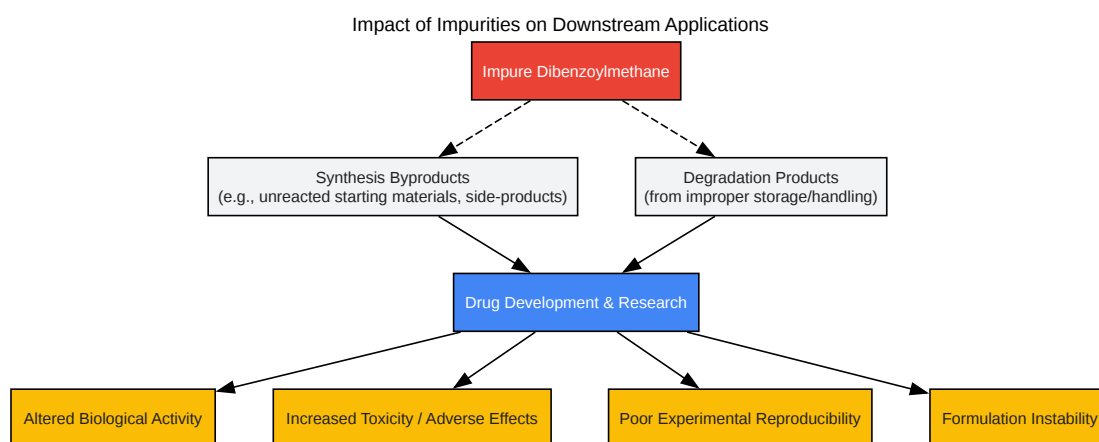 Impact of Impurities on Downstream Applications
Impure Dibenzoylmethane
Synthesis Byproducts
(e.g., unreacted starting materials, side-products)
Degradation Products
(from improper storage/handling)
Drug Development & Research
Altered Biological Activity
Increased Toxicity / Adverse Effects
Poor Experimental Reproducibility
Formulation Instability